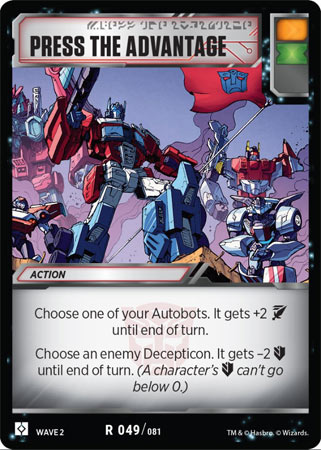 PRESS THE ADVANTAGE
ACTION
Choose one of your Autobots. It gets +2
until end of turn.
Choose an enemy Decepticon. It gets –2
until end of turn. (A character's can't go
below 0.)
WAVE 2
R 049/081
TM & © Hasbro. © Wizards.